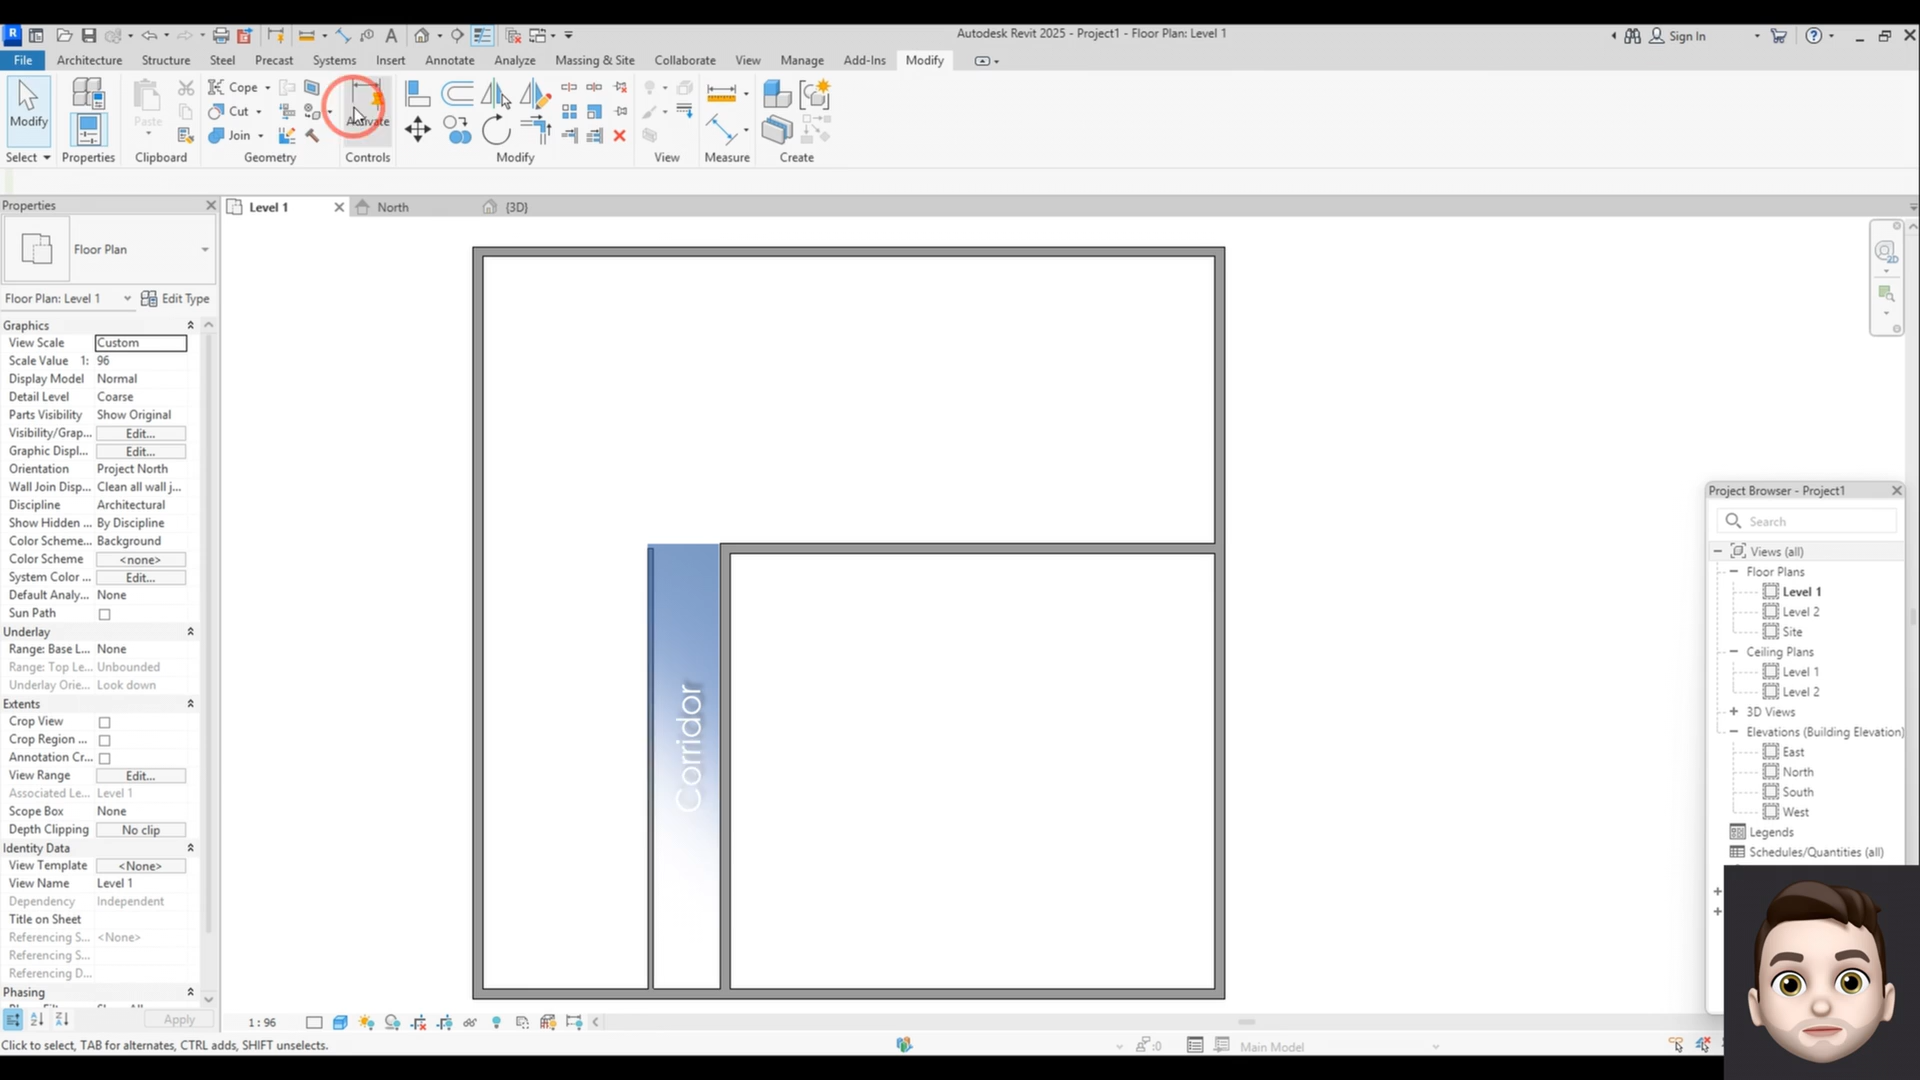 Autodesk Revit 2025 - Project1 - Floor Plan: Level 1
Sign In
File Architecture Structure Steel Precast Systems Insert Annotate Analyze Massing & Site Collaborate View Manage Add-Ins Modify
Modify
Paste
Cope
Cut
Join
Activate
Select Properties Clipboard Geometry Controls Modify View Measure Create
Properties
Level 1
North
{3D}
Floor Plan
Floor Plan: Level 1
Edit Type
Graphics
View Scale Custom
Scale Value 1: 96
Display Model Normal
Detail Level Coarse
Parts Visibility Show Original
Visibility/Grap... Edit...
Graphic Displ... Edit...
Orientation Project North
Wall Join Disp... Clean all wall j...
Discipline Architectural
Show Hidden ... By Discipline
Color Scheme... Background
Color Scheme <none>
System Color ... Edit...
Default Analy... None
Sun Path
Underlay
Range: Base L... None
Range: Top Le... Unbounded
Underlay Orie... Look down
Extents
Crop View
Crop Region ...
Annotation Cr...
View Range Edit...
Associated Le... Level 1
Scope Box None
Depth Clipping No clip
Identity Data
View Template <None>
View Name Level 1
Dependency Independent
Title on Sheet
Referencing S... <None>
Referencing S...
Referencing D...
Phasing
Apply
Corridor
Project Browser - Project1
Search
Views (all)
Floor Plans
Level 1
Level 2
Site
Ceiling Plans
Level 1
Level 2
3D Views
Elevations (Building Elevation)
East
North
South
West
Legends
Schedules/Quantities (all)
1 : 96
Click to select, TAB for alternates, CTRL adds, SHIFT unselects.
:0
Main Model